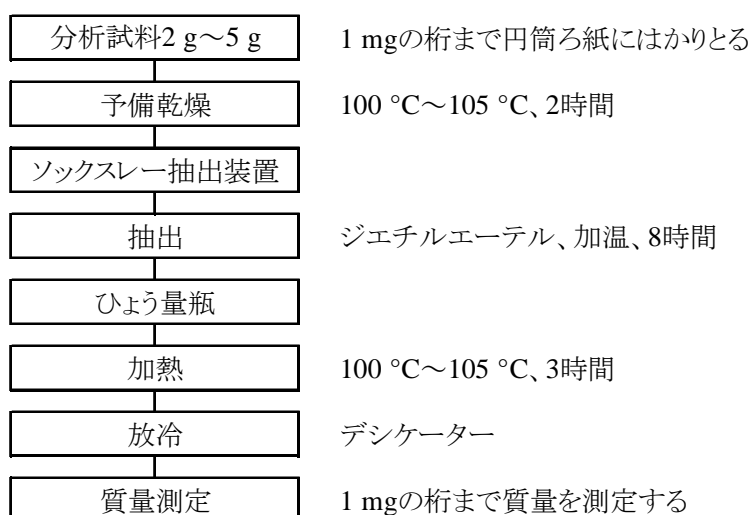 分析試料2 g～5 g 1 mgの桁まで円筒ろ紙にはかりとる
予備乾燥 100 °C～105 °C、2時間
ソックスレー抽出装置
抽出 ジエチルエーテル、加温、8時間
ひょう量瓶
加熱 100 °C～105 °C、3時間
放冷 デシケーター
質量測定 1 mgの桁まで質量を測定する